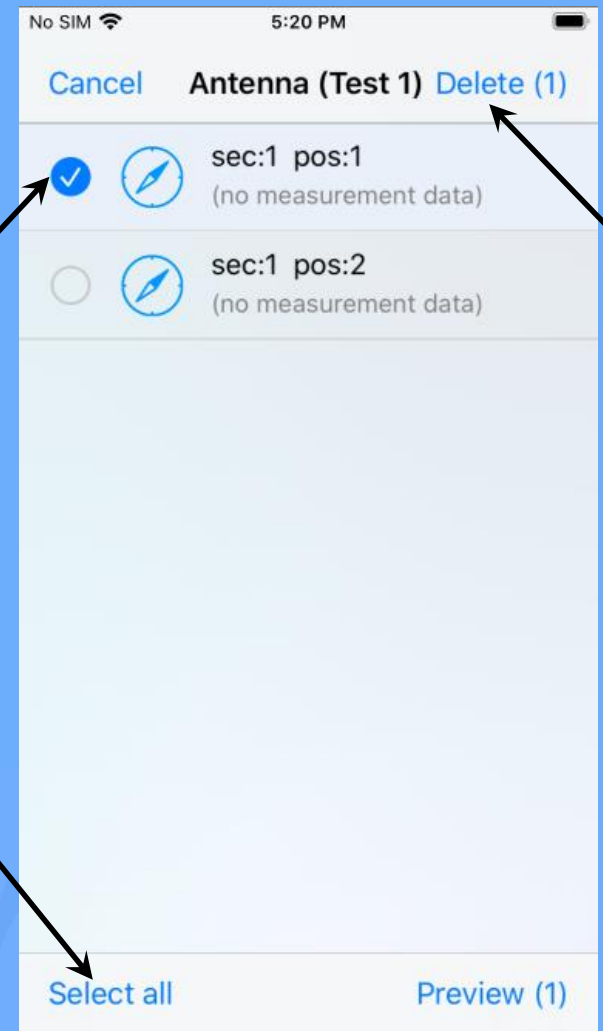 No SIM 5:20 PM
Cancel Antenna (Test 1) Delete (1)
sec:1 pos:1
(no measurement data)
sec:1 pos:2
(no measurement data)
Select all Preview (1)